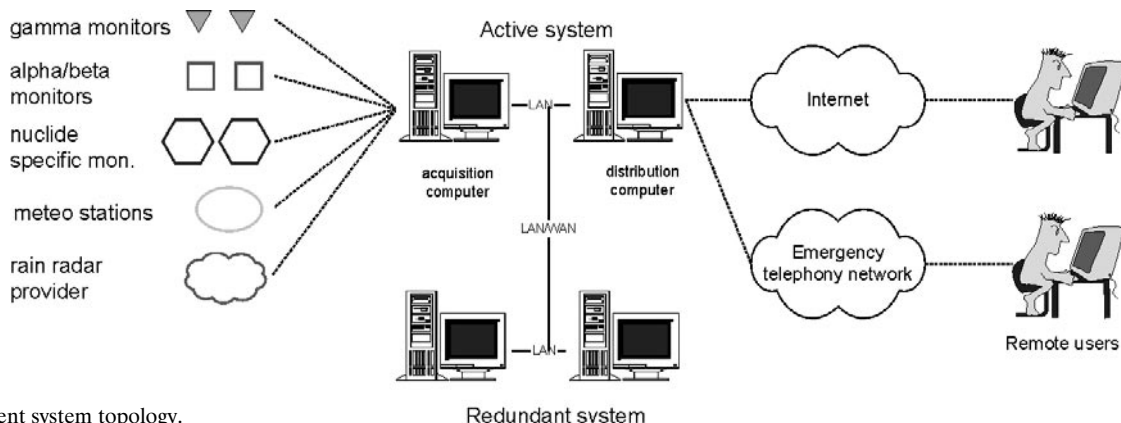 gamma monitors
alpha/beta
monitors
nuclide
specific mon.
meteo stations
rain radar
provider
Active system
LAN
acquisition
computer
distribution
computer
LAN/WAN
LAN
Redundant system
Internet
Emergency
telephony network
Remote users
system topology.